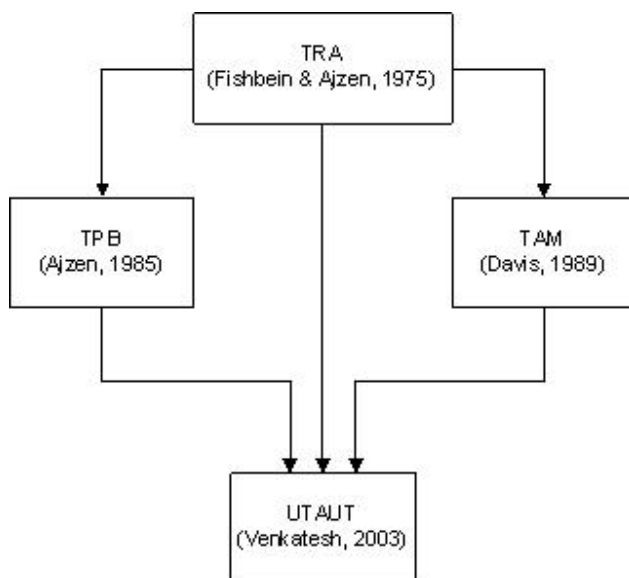 TRA
(Fishbein & Ajzen, 1975)
TPB
(Ajzen, 1985)
TAM
(Davis, 1989)
UTAUT
(Venkatesh, 2003)